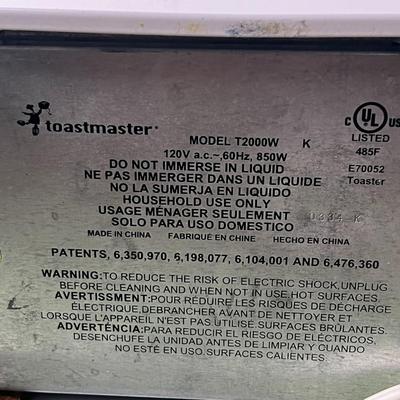 toastmaster®
MODEL T2000W K
120V a.c.~,60Hz, 850W
C UL US
LISTED
485F
E70052
Toaster
DO NOT IMMERSE IN LIQUID
NE PAS IMMERGER DANS UN LIQUIDE
NO LA SUMERJA EN LIQUIDO
HOUSEHOLD USE ONLY
USAGE MÉNAGER SEULEMENT
0334 K
SOLO PARA USO DOMESTICO
MADE IN CHINA FABRIQUÉ EN CHINE HECHO EN CHINA
PATENTS, 6,350,970, 6,198,077, 6,104,001 AND 6,476,360
WARNING:TO REDUCE THE RISK OF ELECTRIC SHOCK,UNPLUG
BEFORE CLEANING AND WHEN NOT IN USE,HOT SURFACES.
AVERTISSEMENT:POUR RÉDUIRE LES RISQUES DE DÉCHARGE
ÉLECTRIQUE,DEBRANCHER AVANT DE NETTOYER ET
LORSQUE L'APPAREIL N'EST PAS UTILISÉ.SURFACES BRÛLANTES.
ADVERTÉNCIA:PARA REDUCIR EL RIESGO DE ELÉCTRICOS,
DESENCHUFE LA UNIDAD ANTES DE LIMPIAR Y CUANDO
NO EST EN USO.SURFACES CALIENTES.